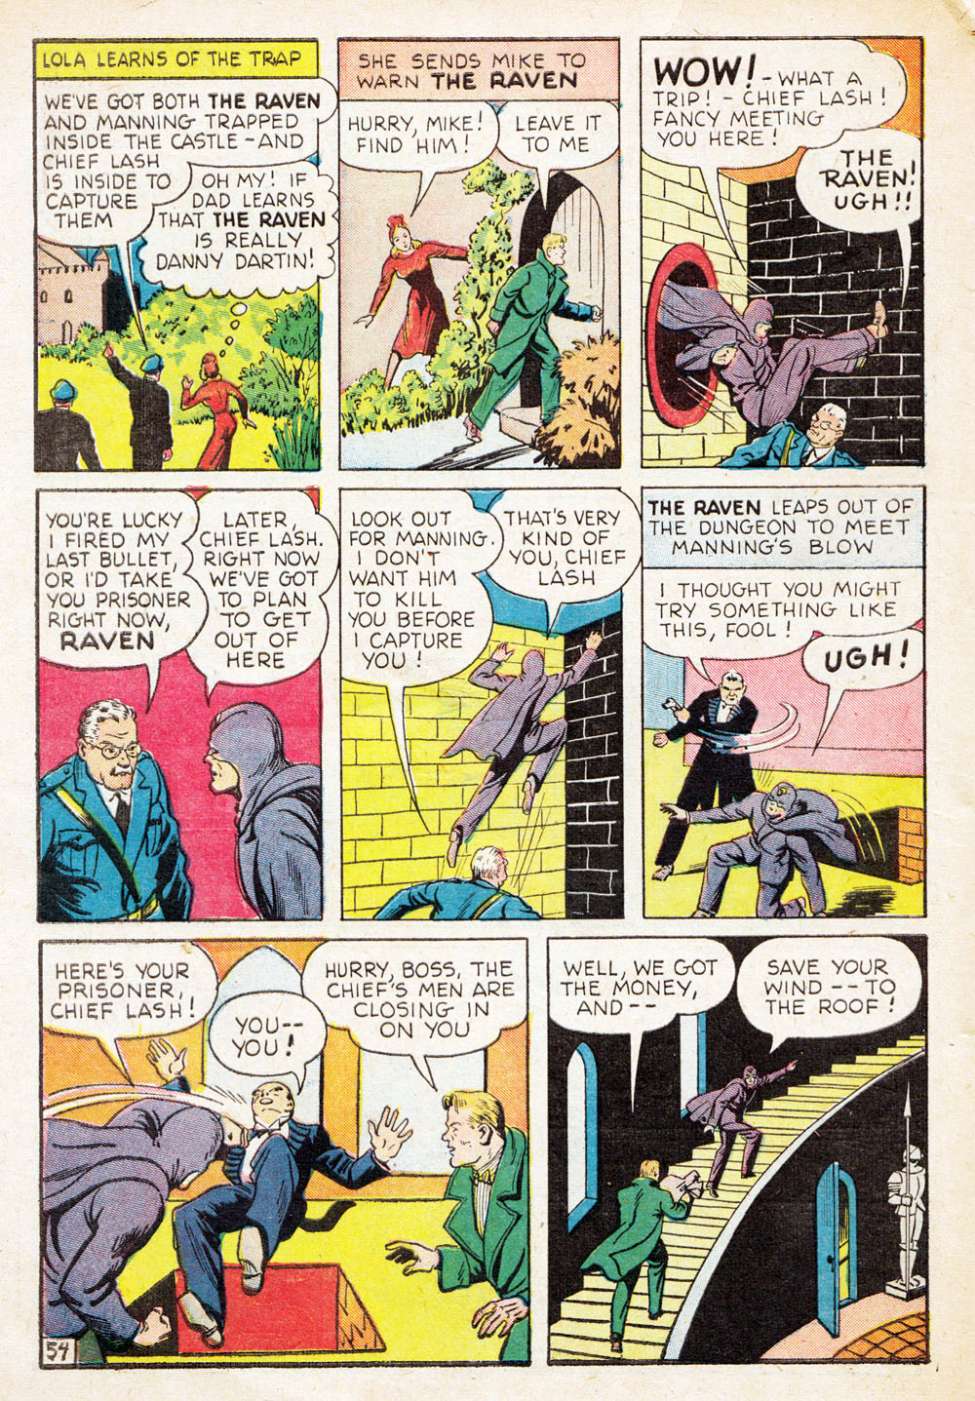 LOLA LEARNS OF THE TRAP
WE'VE GOT BOTH THE RAVEN
AND MANNING TRAPPED
INSIDE THE CASTLE - AND
CHIEF LASH
IS INSIDE TO
CAPTURE
THEM
OH MY! IF
DAD LEARNS
THAT THE RAVEN
IS REALLY
DANNY DARTIN!
SHE SENDS MIKE TO
WARN THE RAVEN
HURRY, MIKE!
FIND HIM!
LEAVE IT
TO ME
WOW! - WHAT A
TRIP! - CHIEF LASH!
FANCY MEETING
YOU HERE!
THE
RAVEN!
UGH!!
YOU'RE LUCKY
I FIRED MY
LAST BULLET,
OR I'D TAKE
YOU PRISONER
RIGHT NOW,
RAVEN
LATER,
CHIEF LASH.
RIGHT NOW
WE'VE GOT
TO PLAN
TO GET
OUT OF
HERE
LOOK OUT
FOR MANNING.
I DON'T
WANT HIM
TO KILL
YOU BEFORE
I CAPTURE
YOU!
THAT'S VERY
KIND OF
YOU, CHIEF
LASH
THE RAVEN LEAPS OUT OF
THE DUNGEON TO MEET
MANNING'S BLOW
I THOUGHT YOU MIGHT
TRY SOMETHING LIKE
THIS, FOOL!
UGH!
HERE'S YOUR
PRISONER,
CHIEF LASH!
YOU--
YOU!
HURRY, BOSS, THE
CHIEF'S MEN ARE
CLOSING IN
ON YOU
WELL, WE GOT
THE MONEY,
AND --
SAVE YOUR
WIND -- TO
THE ROOF!
54